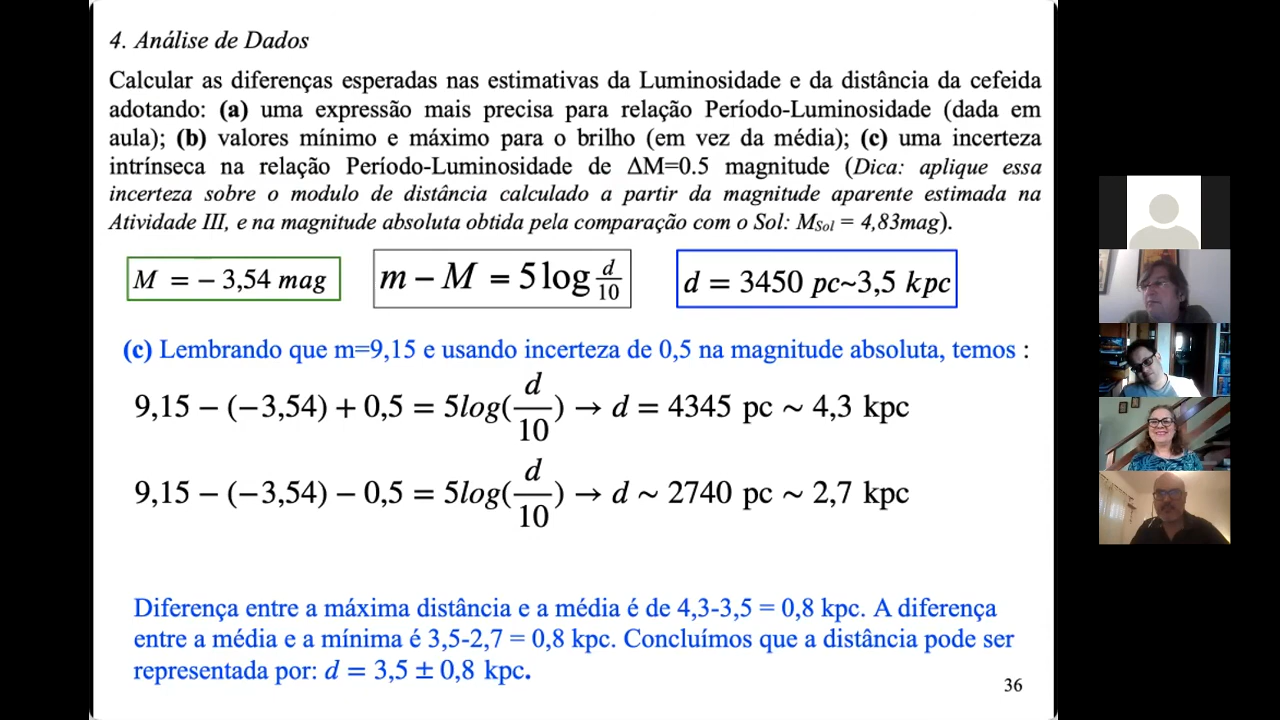 4. Análise de Dados
Calcular as diferenças esperadas nas estimativas da Luminosidade e da distância da cefeida
adotando: (a) uma expressão mais precisa para relação Período-Luminosidade (dada em
aula); (b) valores mínimo e máximo para o brilho (em vez da média); (c) uma incerteza
intrínseca na relação Período-Luminosidade de ΔM=0.5 magnitude (Dica: aplique essa
incerteza sobre o modulo de distância calculado a partir da magnitude aparente estimada na
Atividade III, e na magnitude absoluta obtida pela comparação com o Sol: MSol = 4,83mag).
M = − 3,54 mag m − M = 5 log d/10 d = 3450 pc~3,5 kpc
(c) Lembrando que m=9,15 e usando incerteza de 0,5 na magnitude absoluta, temos :
9,15 − (−3,54) + 0,5 = 5log(d/10) → d = 4345 pc ~ 4,3 kpc
9,15 − (−3,54) − 0,5 = 5log(d/10) → d ~ 2740 pc ~ 2,7 kpc
Diferença entre a máxima distância e a média é de 4,3-3,5 = 0,8 kpc. A diferença
entre a média e a mínima é 3,5-2,7 = 0,8 kpc. Concluímos que a distância pode ser
representada por: d = 3,5 ± 0,8 kpc.
36